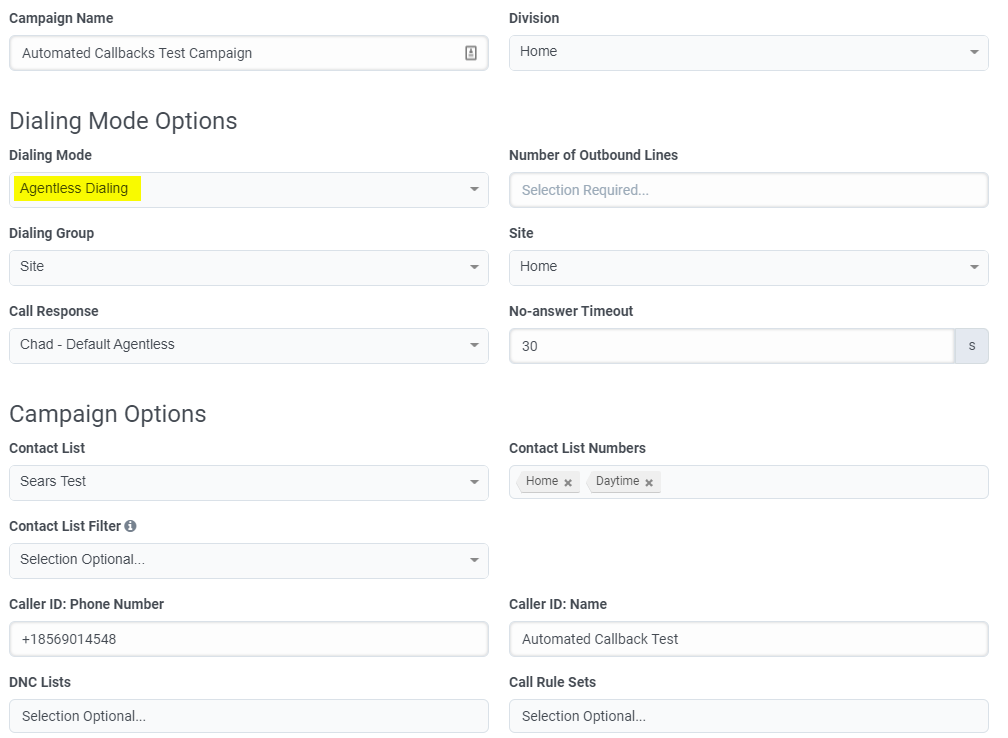 Campaign Name
Division
Automated Callbacks Test Campaign
Home
Dialing Mode Options
Dialing Mode
Number of Outbound Lines
Agentless Dialing
Selection Required...
Dialing Group
Site
Site
Home
Call Response
No-answer Timeout
Chad - Default Agentless
30
s
Campaign Options
Contact List
Contact List Numbers
Sears Test
Home
Daytime
Contact List Filter
Selection Optional...
Caller ID: Phone Number
Caller ID: Name
+18569014548
Automated Callback Test
DNC Lists
Call Rule Sets
Selection Optional...
Selection Optional...